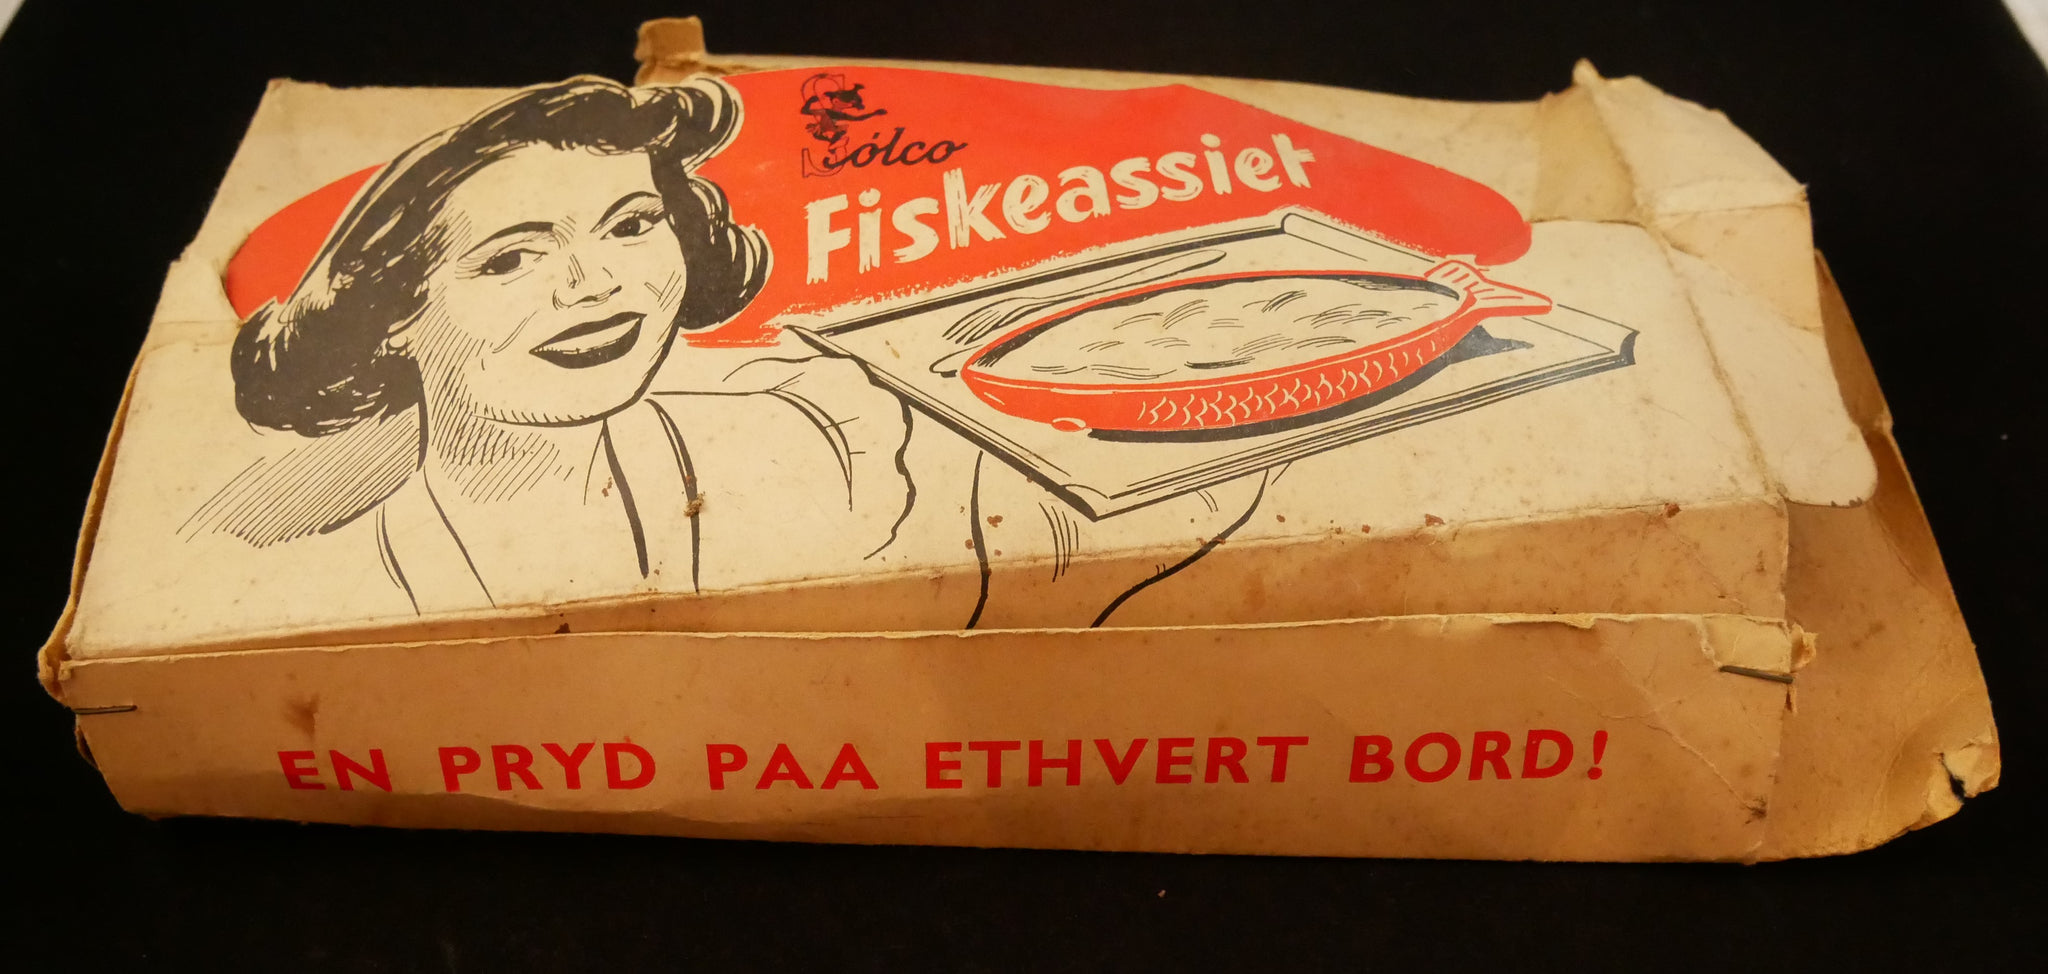 Sólco
Fiskeassiet
EN PRYD PAA ETHVERT BORD!